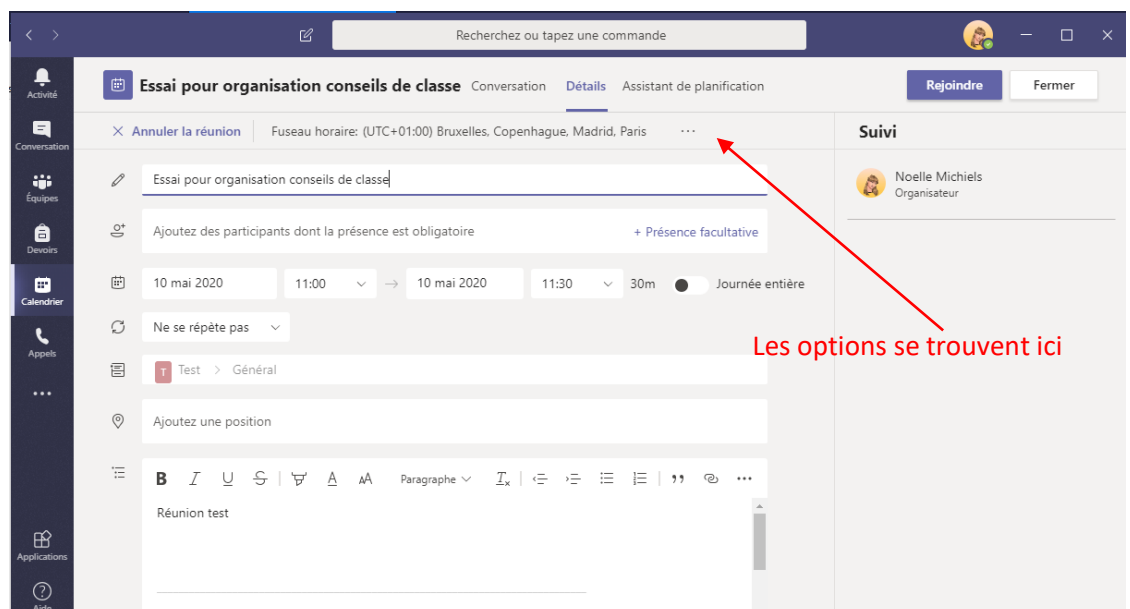 Recherchez ou tapez une commande
Activité
Conversation
Équipes
Devoirs
Calendrier
Appels
Applications
Aide
Essai pour organisation conseils de classe Conversation Détails Assistant de planification
Rejoindre Fermer
Annuler la réunion Fuseau horaire: (UTC+01:00) Bruxelles, Copenhague, Madrid, Paris ...
Essai pour organisation conseils de classe
Ajoutez des participants dont la présence est obligatoire + Présence facultative
10 mai 2020 11:00 → 10 mai 2020 11:30 30m Journée entière
Ne se répète pas
T Test > Général
Ajoutez une position
B I U S A AA Paragraphe Tx
Réunion test
Suivi
Noelle Michiels
Organisateur
Les options se trouvent ici